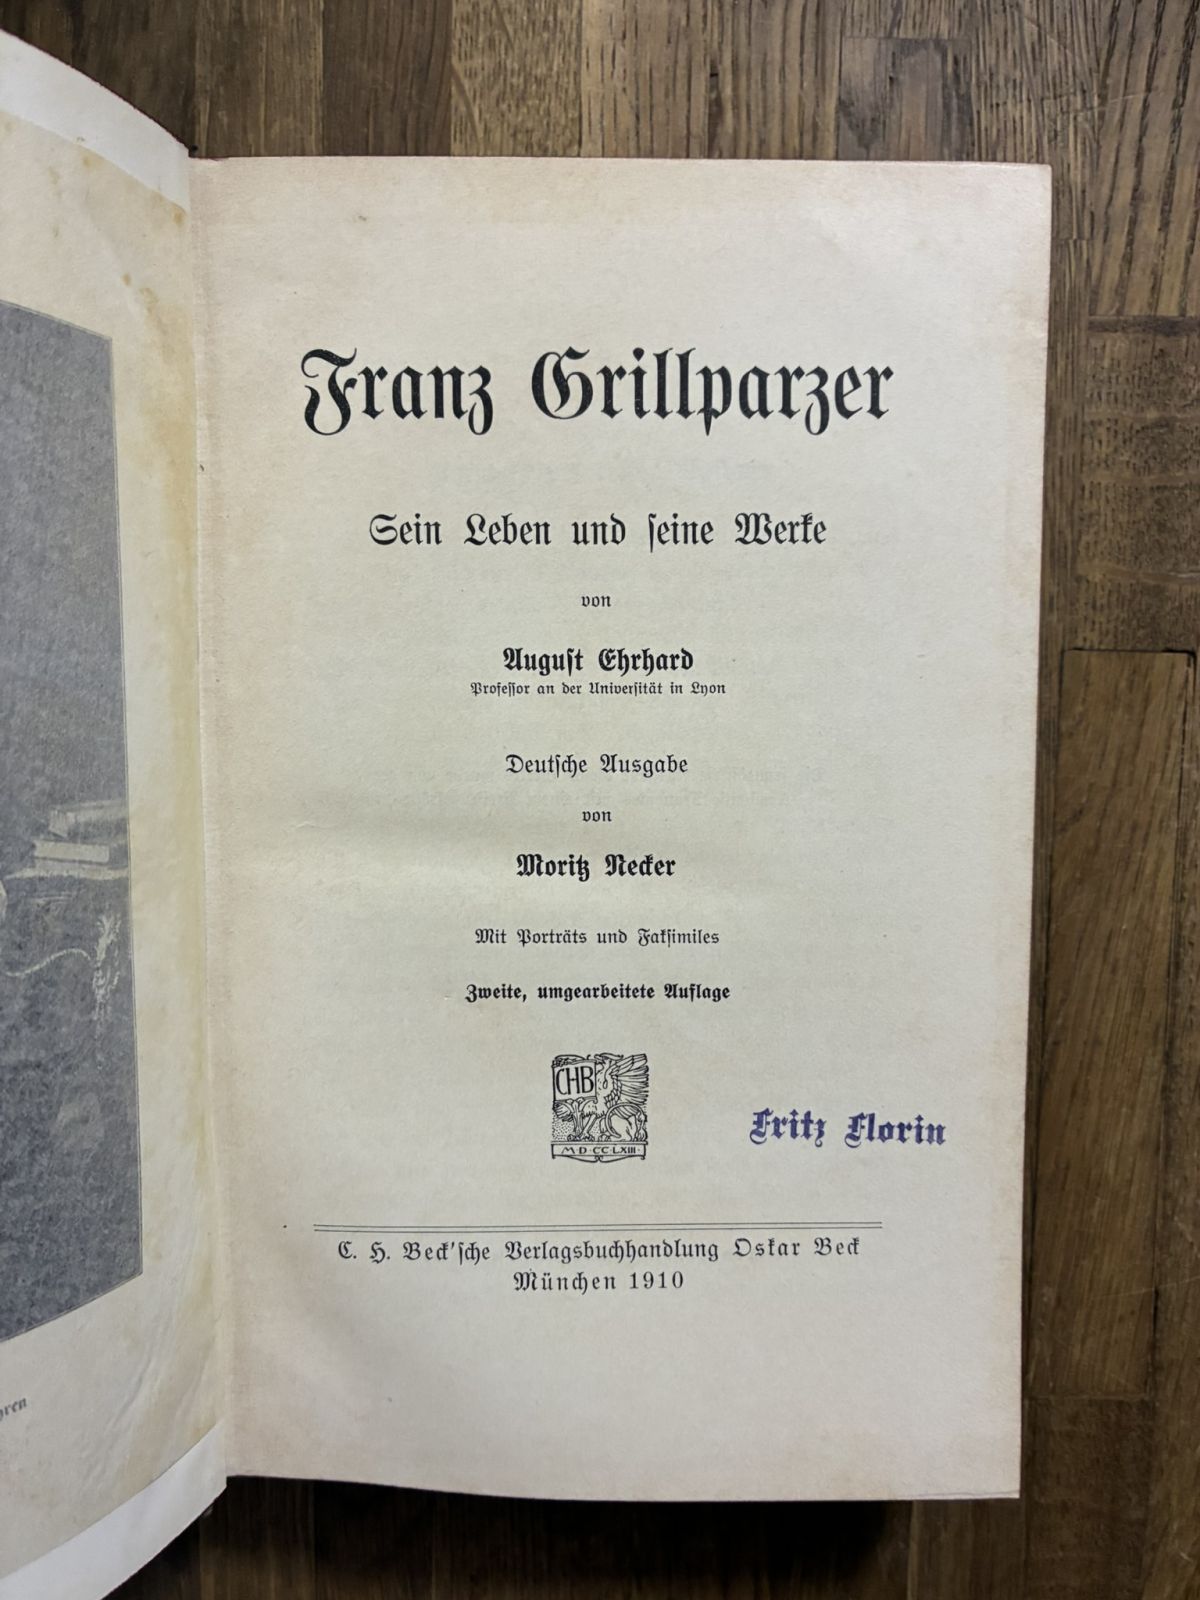 Franz Grillparzer
Sein Leben und seine Werke
von
August Ehrhard
Professor an der Universität in Lyon
Deutsche Ausgabe
von
Moritz Necker
Mit Porträts und Faksimiles
Zweite, umgearbeitete Auflage
CHB
M·D·CC·LXIII·
Fritz Florin
C. H. Beck'sche Verlagsbuchhandlung Oskar Beck
München 1910